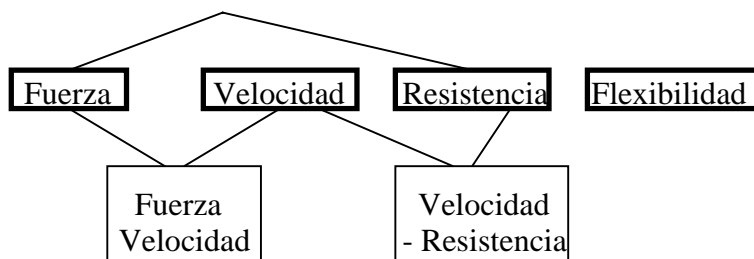 Fuerza
Velocidad
Resistencia
Flexibilidad
Fuerza
Velocidad
Velocidad
- Resistencia